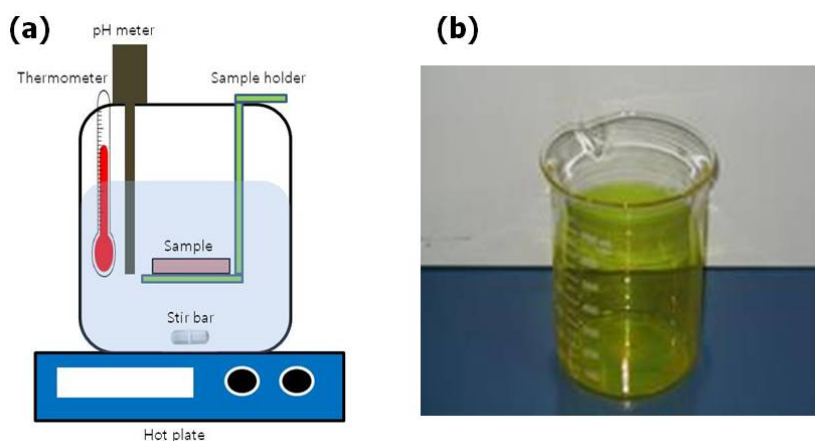 (a)
pH meter
Thermometer
Sample holder
Sample
Stir bar
Hot plate
(b)